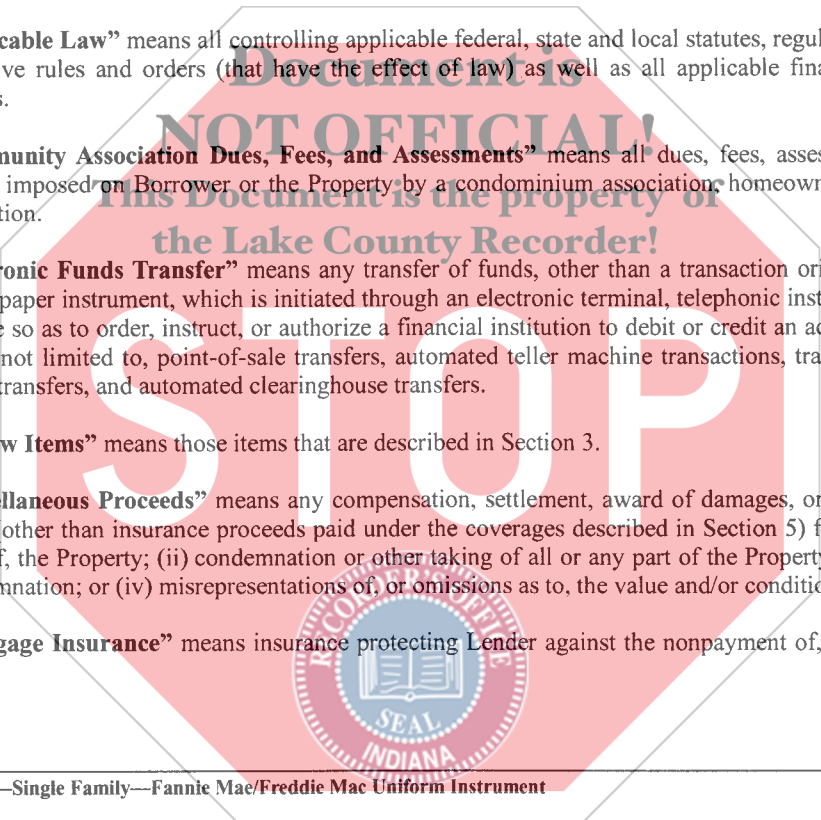 cable Law” means all controlling applicable federal, state and local statutes, regul
ve rules and orders (that have the effect of law) as well as all applicable fina
s.
Document is
NOT OFFICIAL!
This Document is the property of
the Lake County Recorder!
munity Association Dues, Fees, and Assessments” means all dues, fees, asses
imposed on Borrower or the Property by a condominium association, homeown
tion.
ronic Funds Transfer” means any transfer of funds, other than a transaction ori
paper instrument, which is initiated through an electronic terminal, telephonic inst
e so as to order, instruct, or authorize a financial institution to debit or credit an ac
not limited to, point-of-sale transfers, automated teller machine transactions, tra
transfers, and automated clearinghouse transfers.
STOP
w Items” means those items that are described in Section 3.
ellaneous Proceeds” means any compensation, settlement, award of damages, or
other than insurance proceeds paid under the coverages described in Section 5) f
f, the Property; (ii) condemnation or other taking of all or any part of the Property
mnation; or (iv) misrepresentations of, or omissions as to, the value and/or conditio
gage Insurance” means insurance protecting Lender against the nonpayment of,
RECORDER'S OFFICE
SEAL
INDIANA
—Single Family—Fannie Mae/Freddie Mac Uniform Instrument